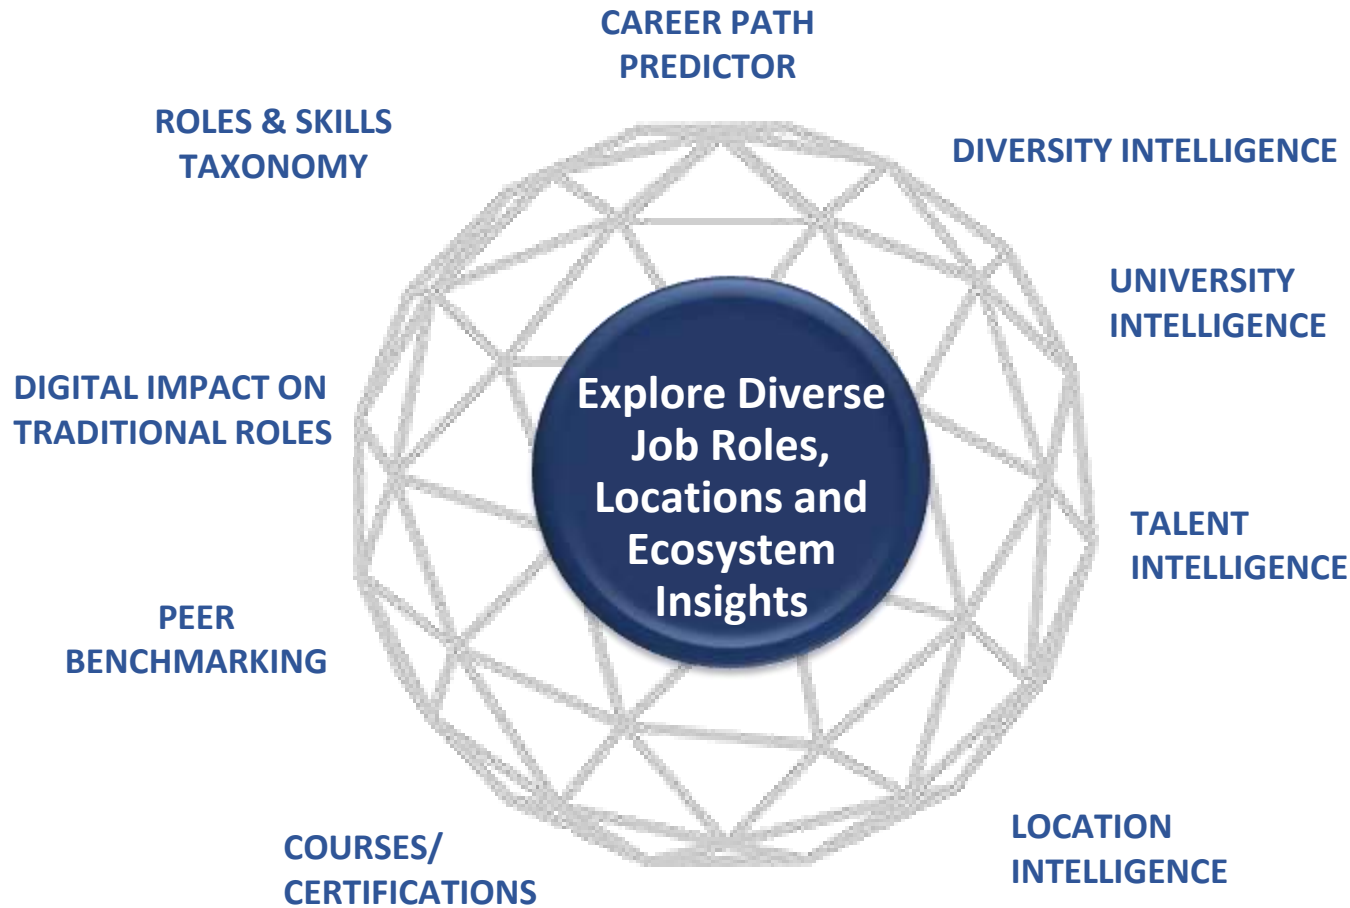 CAREER PATH
PREDICTOR
ROLES & SKILLS
TAXONOMY
DIVERSITY INTELLIGENCE
UNIVERSITY
INTELLIGENCE
DIGITAL IMPACT ON
TRADITIONAL ROLES
Explore Diverse
Job Roles,
Locations and
Ecosystem
Insights
TALENT
INTELLIGENCE
PEER
BENCHMARKING
COURSES/
CERTIFICATIONS
LOCATION
INTELLIGENCE